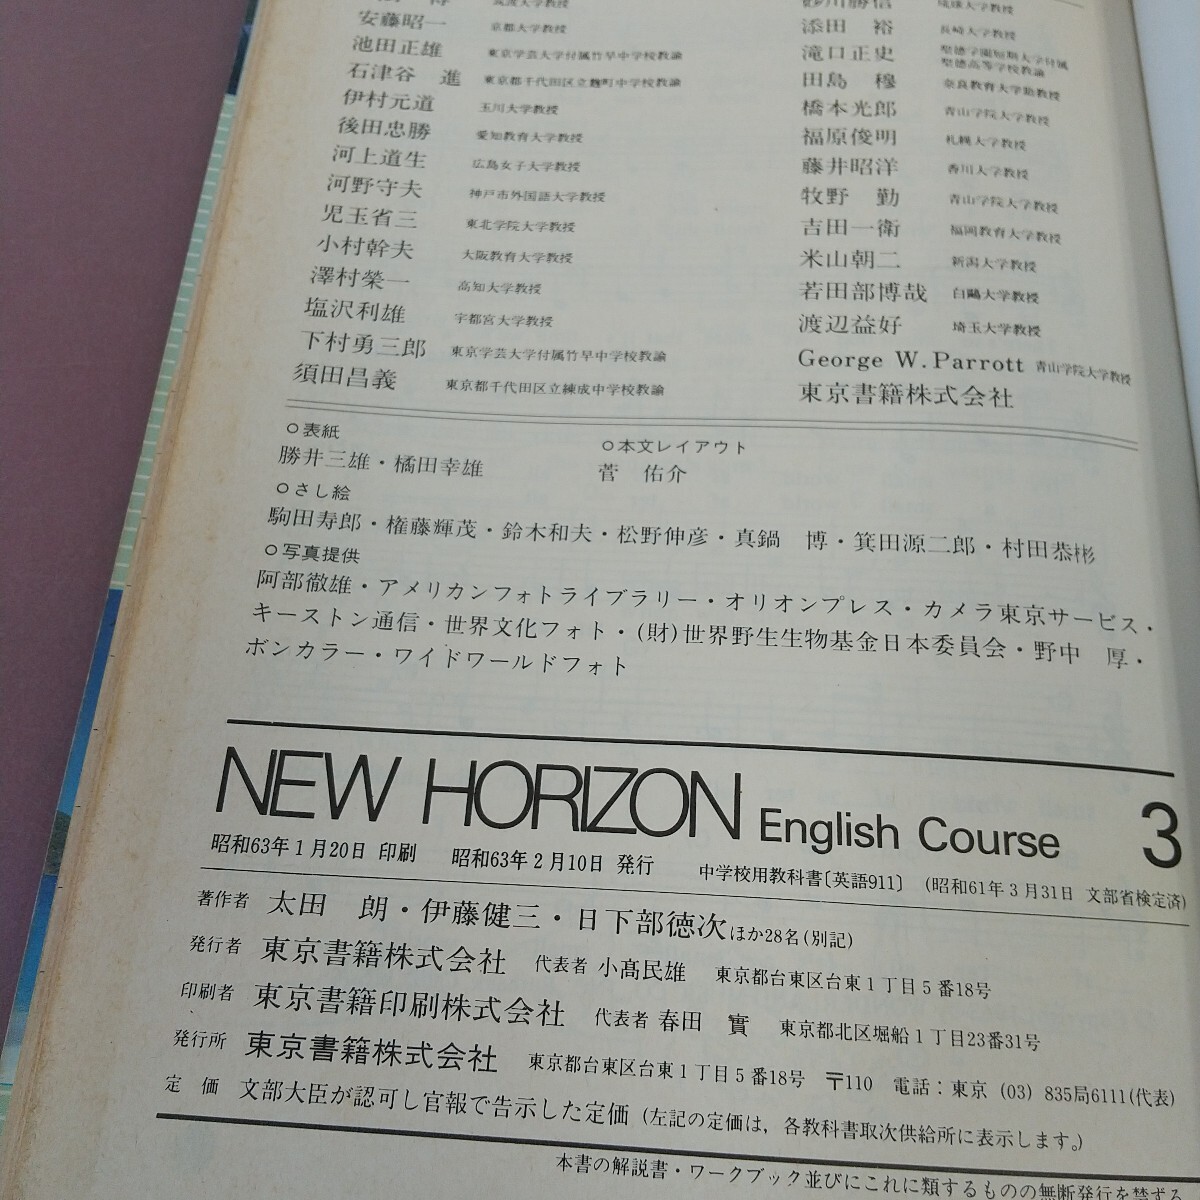 博 筑波大学教授
安藤昭一 京都大学教授
池田正雄 東京学芸大学付属竹早中学校教諭
石津谷 進 東京都千代田区立麹町中学校教諭
伊村元道 玉川大学教授
後田忠勝 愛知教育大学教授
河上道生 広島女子大学教授
河野守夫 神戸市外国語大学教授
児玉省三 東北学院大学教授
小村幹夫 大阪教育大学教授
澤村榮一 高知大学教授
塩沢利雄 宇都宮大学教授
下村勇三郎 東京学芸大学付属竹早中学校教諭
須田昌義 東京都千代田区立練成中学校教諭
砂川勝信 琉球大学教授
添田 裕 長崎大学教授
滝口正史 聖徳学園短期大学付属
聖徳高等学校教諭
田島 穆 奈良教育大学助教授
橋本光郎 青山学院大学教授
福原俊明 札幌大学教授
藤井昭洋 香川大学教授
牧野 勤 青山学院大学教授
吉田一衛 福岡教育大学教授
米山朝二 新潟大学教授
若田部博哉 白鷗大学教授
渡辺益好 埼玉大学教授
George W. Parrott 青山学院大学教授
東京書籍株式会社
○表紙
勝井三雄・橘田幸雄
○本文レイアウト
菅 佑介
○さし絵
駒田寿郎・権藤輝茂・鈴木和夫・松野伸彦・真鍋 博・箕田源二郎・村田恭彬
○写真提供
阿部徹雄・アメリカンフォトライブラリー・オリオンプレス・カメラ東京サービス・
キーストン通信・世界文化フォト・(財)世界野生生物基金日本委員会・野中 厚・
ボンカラー・ワイドワールドフォト
NEW HORIZON English Course 3
昭和63年1月20日 印刷 昭和63年2月10日 発行 中学校用教科書〔英語911〕 (昭和61年3月31日 文部省検定済)
著作者 太田 朗・伊藤健三・日下部徳次ほか28名(別記)
発行者 東京書籍株式会社 代表者 小髙民雄 東京都台東区台東1丁目5番18号
印刷者 東京書籍印刷株式会社 代表者 春田 實 東京都北区堀船1丁目23番31号
発行所 東京書籍株式会社 東京都台東区台東1丁目5番18号 〒110 電話:東京 (03) 835局6111(代表)
定 価 文部大臣が認可し官報で告示した定価 (左記の定価は,各教科書取次供給所に表示します。)
本書の解説書・ワークブック並びにこれに類するものの無断発行を禁ずる